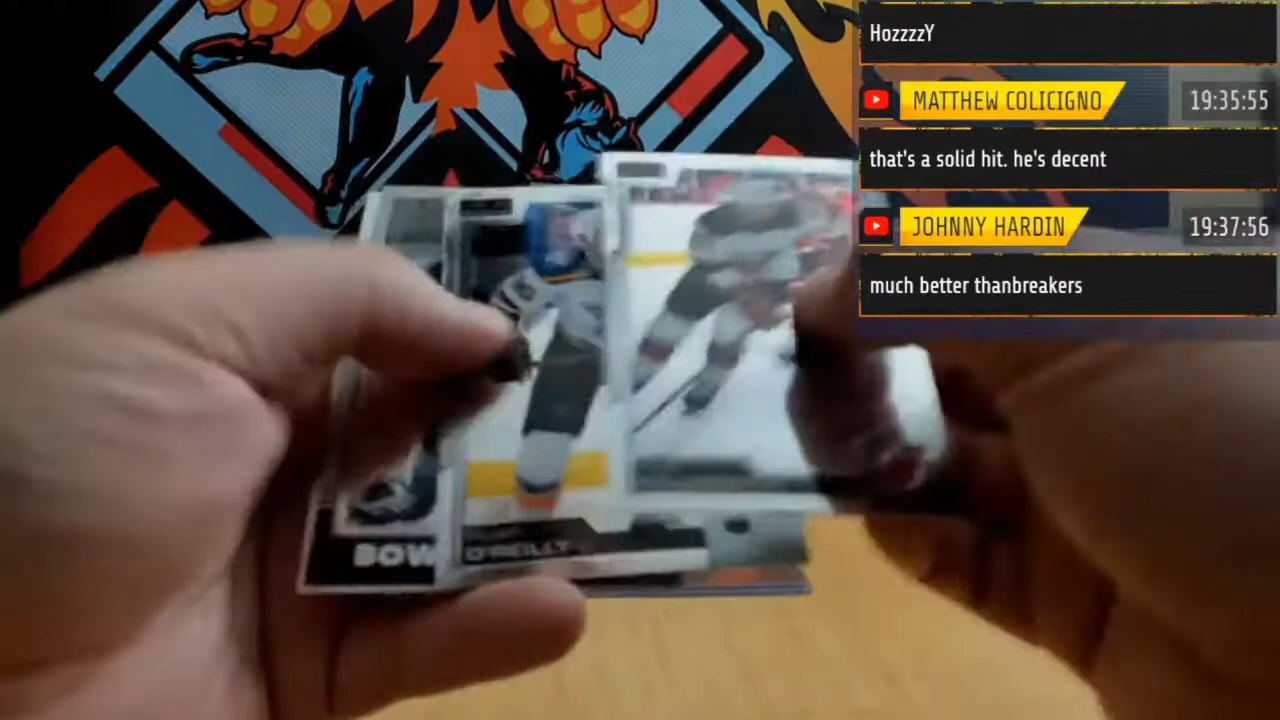 HozzzzY
MATTHEW COLICIGNO 19:35:55
that's a solid hit. he's decent
JOHNNY HARDIN 19:37:56
much better thanbreakers
BOW
O'REILLY